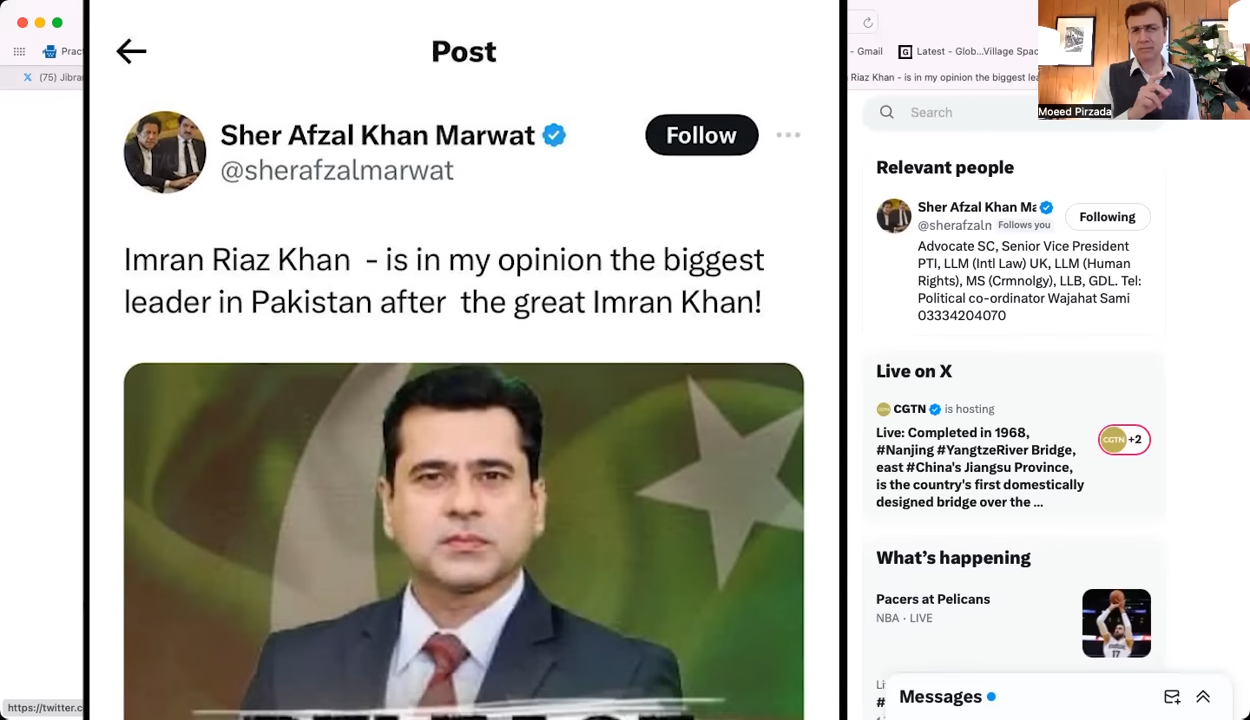 Post
Sher Afzal Khan Marwat
@sherafzalmarwat
Follow
Imran Riaz Khan - is in my opinion the biggest
leader in Pakistan after the great Imran Khan!
Pract
(75) Jibra
https://twitter.c
- Gmail
G Latest - Glob...Village Spac
Riaz Khan - is in my opinion the biggest lea
Moeed Pirzada
Search
Relevant people
Sher Afzal Khan Ma
@sherafzaln Follows you
Following
Advocate SC, Senior Vice President
PTI, LLM (Intl Law) UK, LLM (Human
Rights), MS (Crmnolgy), LLB, GDL. Tel:
Political co-ordinator Wajahat Sami
03334204070
Live on X
CGTN is hosting
Live: Completed in 1968,
#Nanjing #YangtzeRiver Bridge,
east #China's Jiangsu Province,
is the country's first domestically
designed bridge over the ...
CGTN +2
What's happening
Pacers at Pelicans
NBA · LIVE
17
Messages